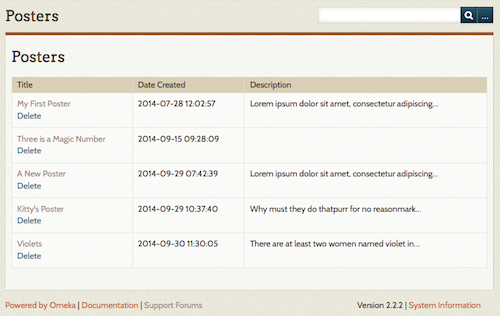 Posters
...
Posters
Title Date Created Description
My First Poster 2014-07-28 12:02:57 Lorem ipsum dolor sit amet, consectetur adipiscing...
Delete
Three is a Magic Number 2014-09-15 09:28:09
Delete
A New Poster 2014-09-29 07:42:39 Lorem ipsum dolor sit amet, consectetur adipiscing...
Delete
Kitty's Poster 2014-09-29 10:37:40 Why must they do thatpurr for no reasonmark...
Delete
Violets 2014-09-30 11:30:05 There are at least two women named violet in...
Delete
Powered by Omeka | Documentation | Support Forums Version 2.2.2 | System Information